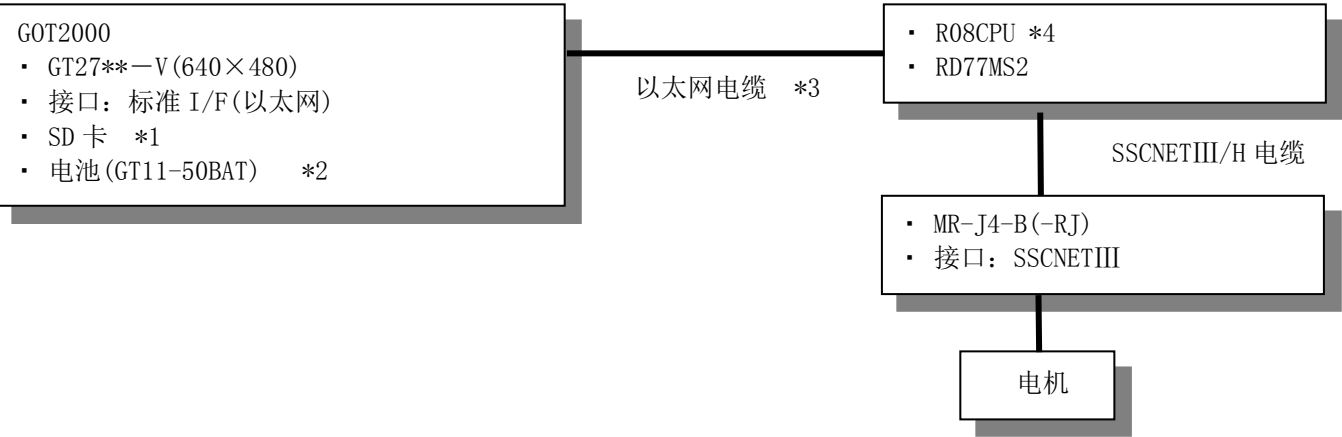 GOT2000
・ GT27**－V(640×480)
・ 接口：标准 I/F(以太网)
・ SD 卡 *1
・ 电池(GT11-50BAT) *2
以太网电缆 *3
・ R08CPU *4
・ RD77MS2
SSCNETⅢ/H 电缆
・ MR-J4-B(-RJ)
・ 接口：SSCNETⅢ
电机